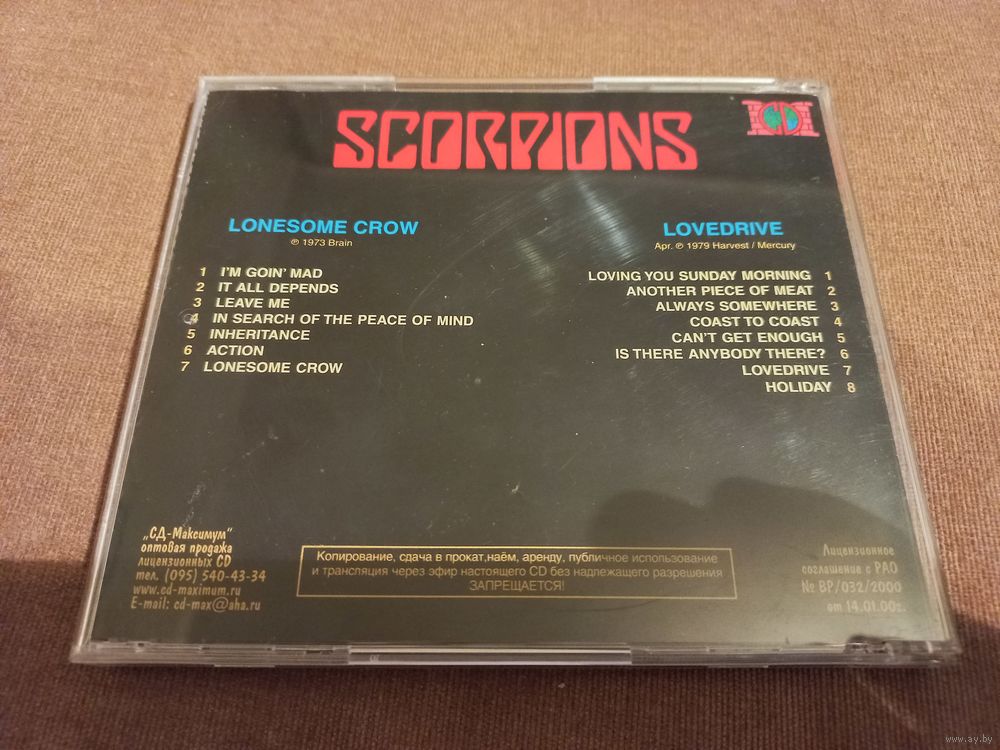 SCORPIONS
LONESOME CROW
℗ 1973 Brain
1 I'M GOIN' MAD
2 IT ALL DEPENDS
3 LEAVE ME
4 IN SEARCH OF THE PEACE OF MIND
5 INHERITANCE
6 ACTION
7 LONESOME CROW
LOVEDRIVE
Apr. ℗ 1979 Harvest / Mercury
LOVING YOU SUNDAY MORNING 1
ANOTHER PIECE OF MEAT 2
ALWAYS SOMEWHERE 3
COAST TO COAST 4
CAN'T GET ENOUGH 5
IS THERE ANYBODY THERE? 6
LOVEDRIVE 7
HOLIDAY 8
„СД-Максимум"
оптовая продажа
лицензионных CD
тел. (095) 540-43-34
www.cd-maximum.ru
E-mail: cd-max@aha.ru
Копирование, сдача в прокат,наём, аренду, публичное использование
и трансляция через эфир настоящего CD без надлежащего разрешения
ЗАПРЕЩАЕТСЯ!
Лицензионное
соглашение с РАО
№ ВР/032/2000
от 14.01.00г.
www.ay.by